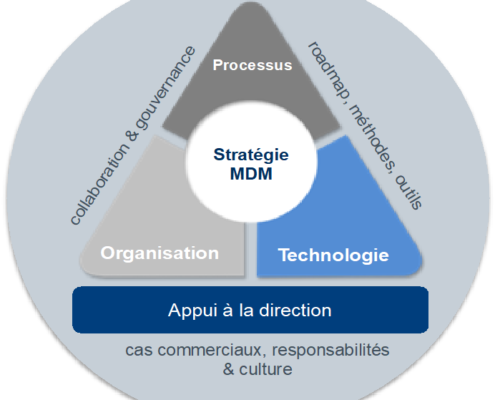 Processus
collaboration & gouvernance
roadmap, méthodes, outils
Stratégie
MDM
Organisation
Technologie
Appui à la direction
cas commerciaux, responsabilités
& culture